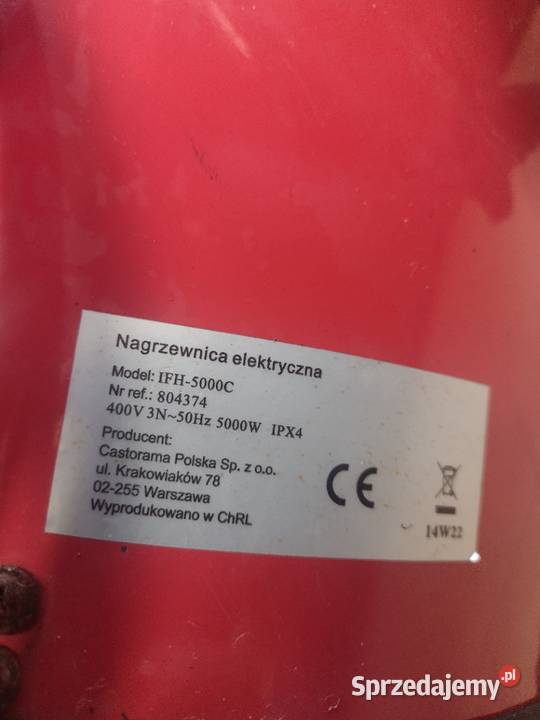 Nagrzewnica elektryczna
Model: IFH-5000C
Nr ref.: 804374
400V 3N~50Hz 5000W IPX4
Producent:
Castorama Polska Sp. z o.o.
ul. Krakowiaków 78
02-255 Warszawa
Wyprodukowano w ChRL
CE
14W22
Sprzedajemy.pl